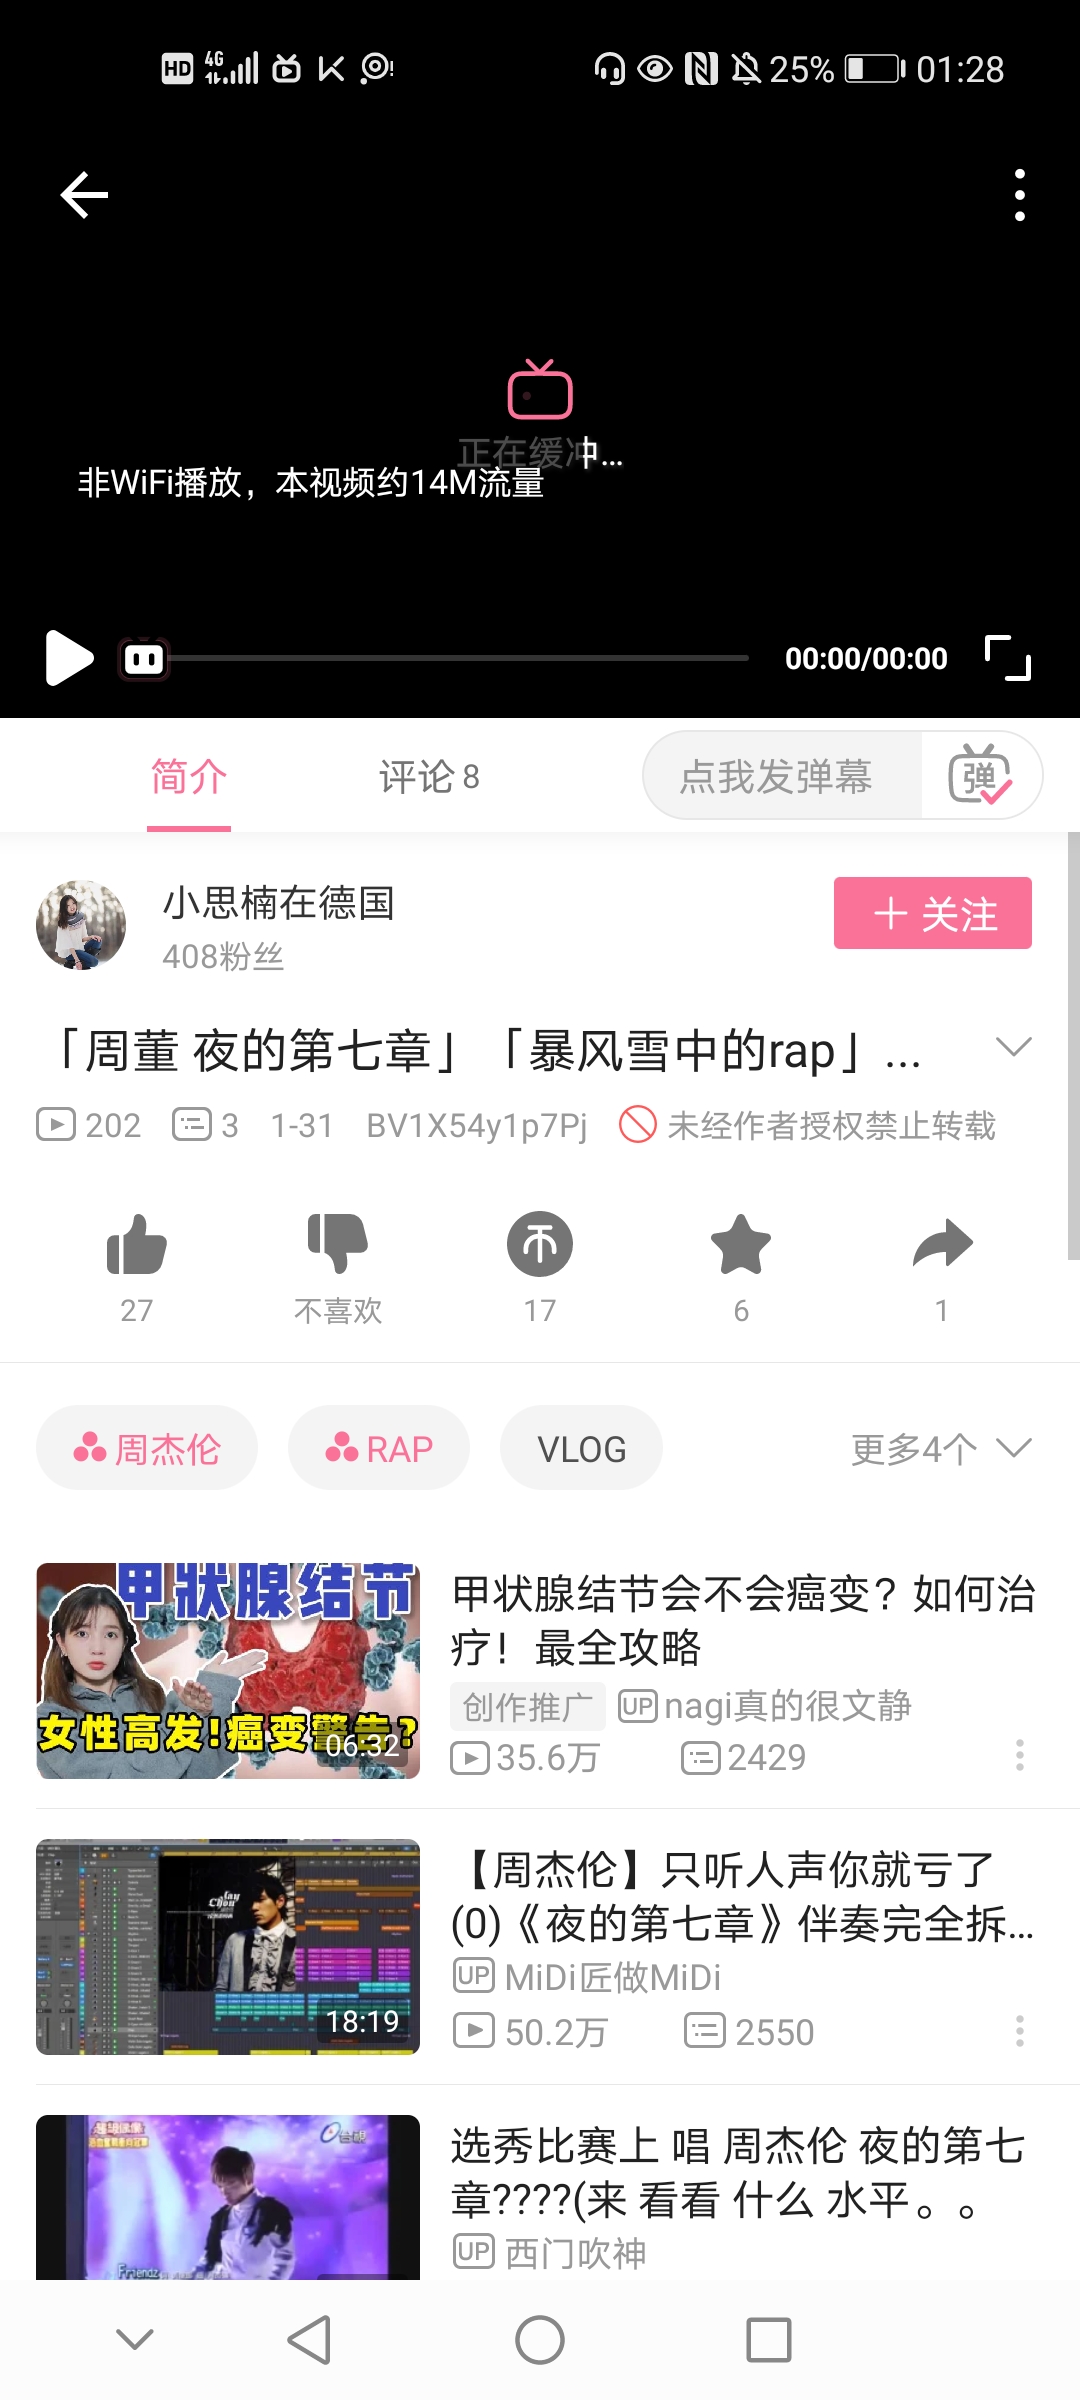 HD 4G 25% 01:28
正在缓冲...
非WiFi播放，本视频约14M流量
00:00/00:00
简介 评论 8 点我发弹幕 弹
小思楠在德国
408粉丝
＋ 关注
「周董 夜的第七章」「暴风雪中的rap」...
202 3 1-31 BV1X54y1p7Pj 未经作者授权禁止转载
27 不喜欢 17 6 1
周杰伦 RAP VLOG 更多4个
甲状腺结节
女性高发!癌变警告?
06:32
甲状腺结节会不会癌变？如何治
疗！最全攻略
创作推广 UP nagi真的很文静
35.6万 2429
Jay
Chou
18:19
【周杰伦】只听人声你就亏了
(0)《夜的第七章》伴奏完全拆...
UP MiDi匠做MiDi
50.2万 2550
超級偶像
台視
Friendz
选秀比赛上 唱 周杰伦 夜的第七
章????(来 看看 什么 水平 。。
UP 西门吹神